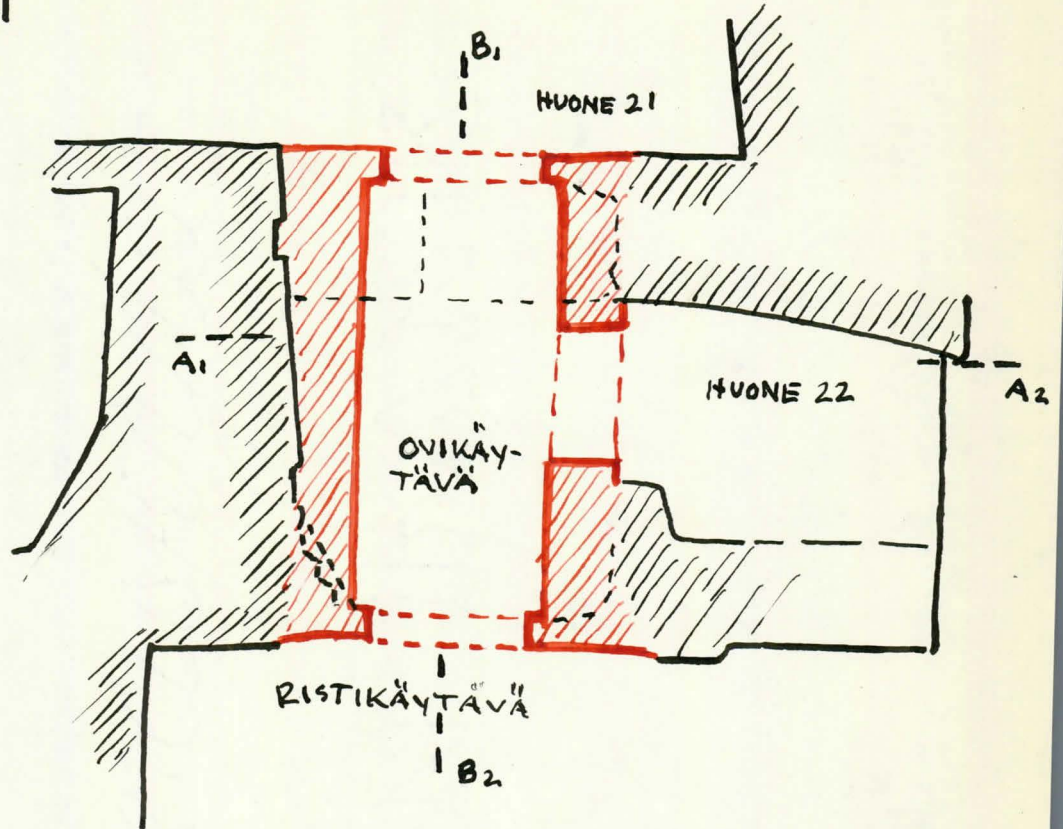 B₁
HUONE 21
A₁
HUONE 22
A₂
OVIKÄY-
TÄVÄ
RISTIKÄYTÄVÄ
B₂